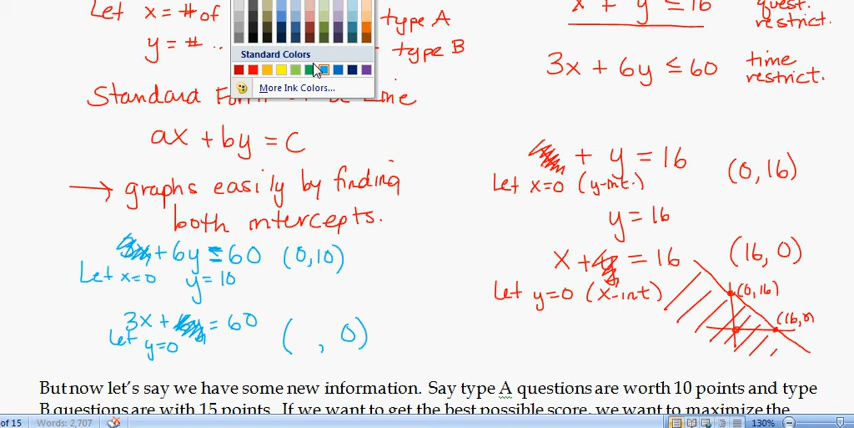 Let x = # of
type A
y = # ..
type B
Standard Colors
More Ink Colors...
Standard Form of the Line
ax + by = c
→ graphs easily by finding
both intercepts.
+ 6y ≤ 60 (0,10)
Let x=0 y = 10
3x + = 60
Let y=0 ( , 0)
x + y ≤ 16
quest.
restrict.
3x + 6y ≤ 60
time
restrict.
+ y = 16
Let x=0 (y-int.) (0, 16)
y = 16
x + = 16 (16, 0)
Let y=0 (x-int)
(0,16)
(16,0)
But now let's say we have some new information. Say type A questions are worth 10 points and type
B questions are with 15 points. If we want to get the best possible score, we want to maximize the
of 15 Words: 2,707 130%